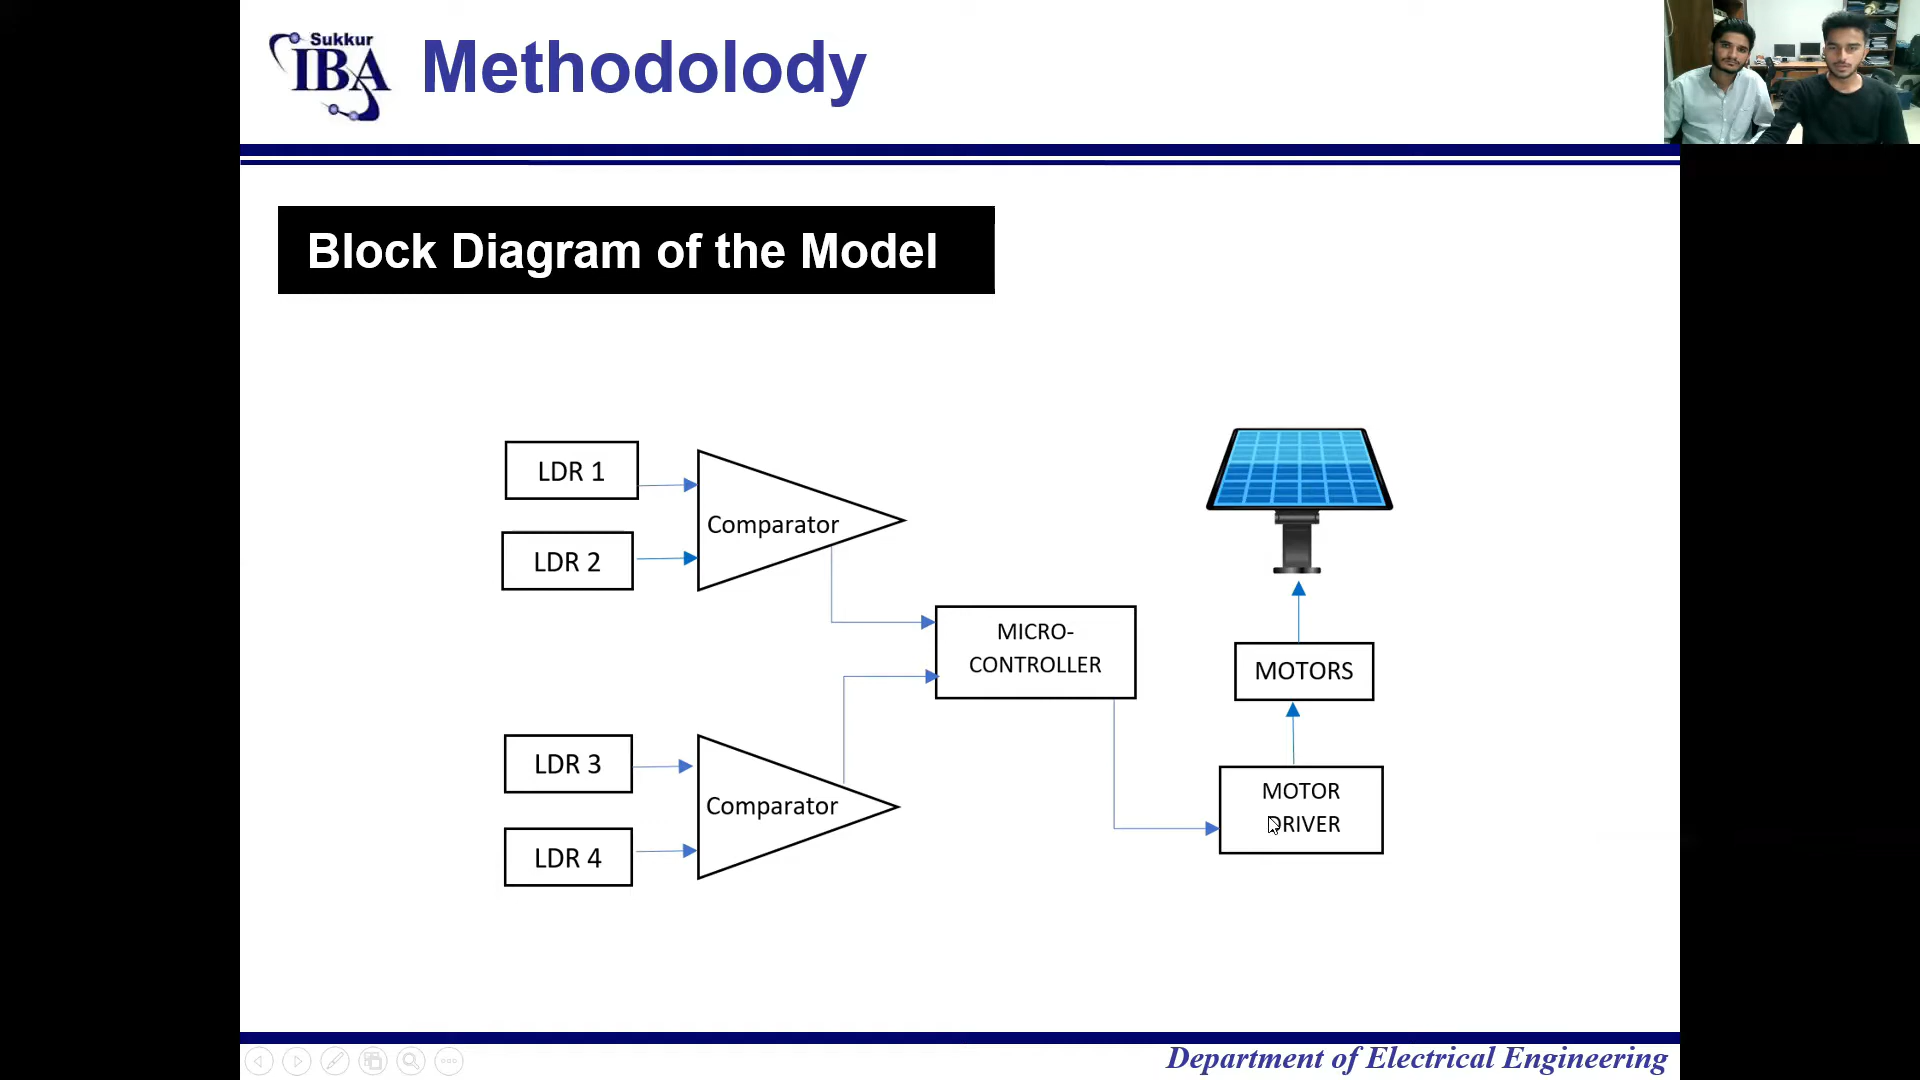 Sukkur
IBA
Methodolody
Block Diagram of the Model
LDR 1
LDR 2
Comparator
MICRO-
CONTROLLER
MOTORS
LDR 3
LDR 4
Comparator
MOTOR
DRIVER
Department of Electrical Engineering